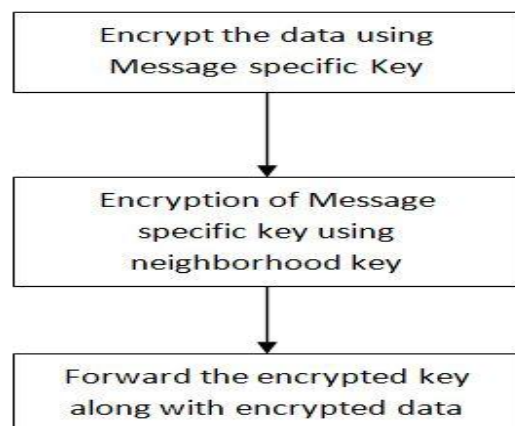 Encrypt the data using
Message specific Key
Encryption of Message
specific key using
neighborhood key
Forward the encrypted key
along with encrypted data